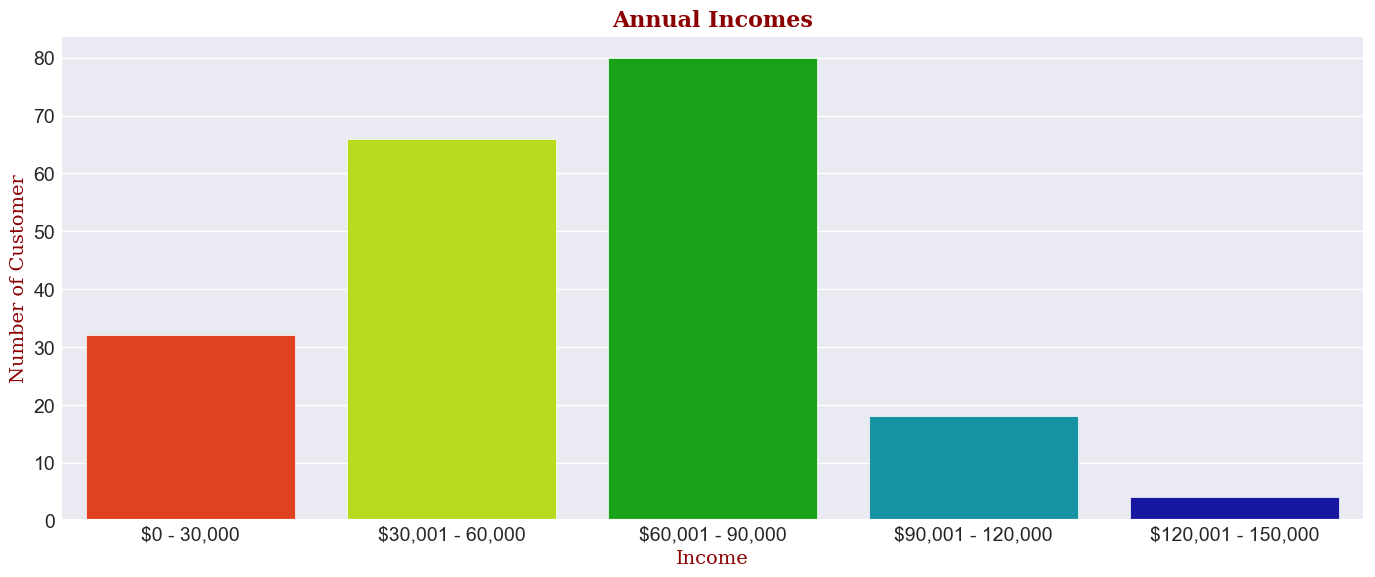 Annual Incomes
Number of Customer
80
70
60
50
40
30
20
10
0
$0 - 30,000
$30,001 - 60,000
$60,001 - 90,000
$90,001 - 120,000
$120,001 - 150,000
Income